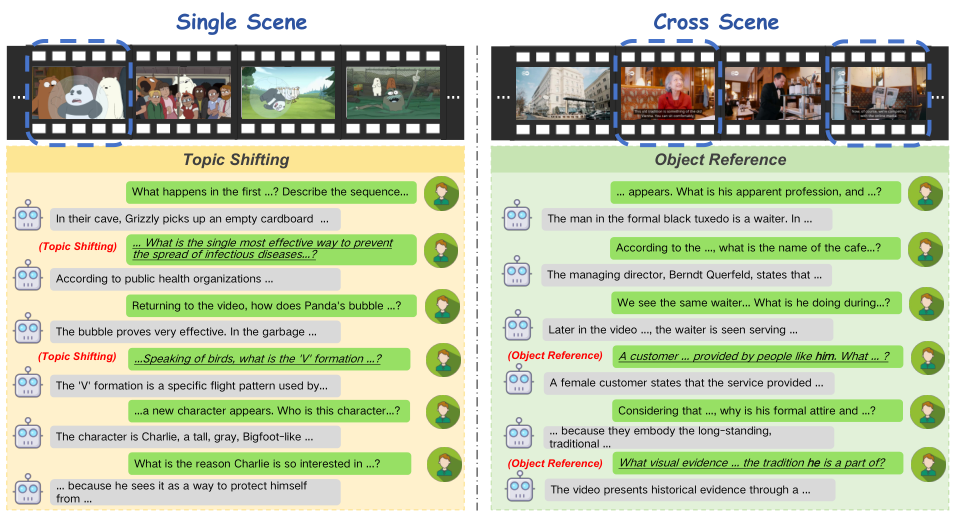 Single Scene
Cross Scene
...
...
...
...
Topic Shifting
What happens in the first ...? Describe the sequence...
In their cave, Grizzly picks up an empty cardboard ...
(Topic Shifting)
... What is the single most effective way to prevent
the spread of infectious diseases...?
According to public health organizations ...
Returning to the video, how does Panda's bubble ...?
The bubble proves very effective. In the garbage ...
(Topic Shifting)
...Speaking of birds, what is the 'V' formation ...?
The 'V' formation is a specific flight pattern used by...
...a new character appears. Who is this character...?
The character is Charlie, a tall, gray, Bigfoot-like ...
What is the reason Charlie is so interested in ...?
... because he sees it as a way to protect himself
from ...
Object Reference
... appears. What is his apparent profession, and ...?
The man in the formal black tuxedo is a waiter. In ...
According to the ..., what is the name of the cafe...?
The managing director, Berndt Querfeld, states that ...
We see the same waiter... What is he doing during...?
Later in the video ..., the waiter is seen serving ...
(Object Reference)
A customer ... provided by people like him. What ... ?
A female customer states that the service provided ...
Considering that ..., why is his formal attire and ...?
... because they embody the long-standing,
traditional ...
(Object Reference)
What visual evidence ... the tradition he is a part of?
The video presents historical evidence through a ...